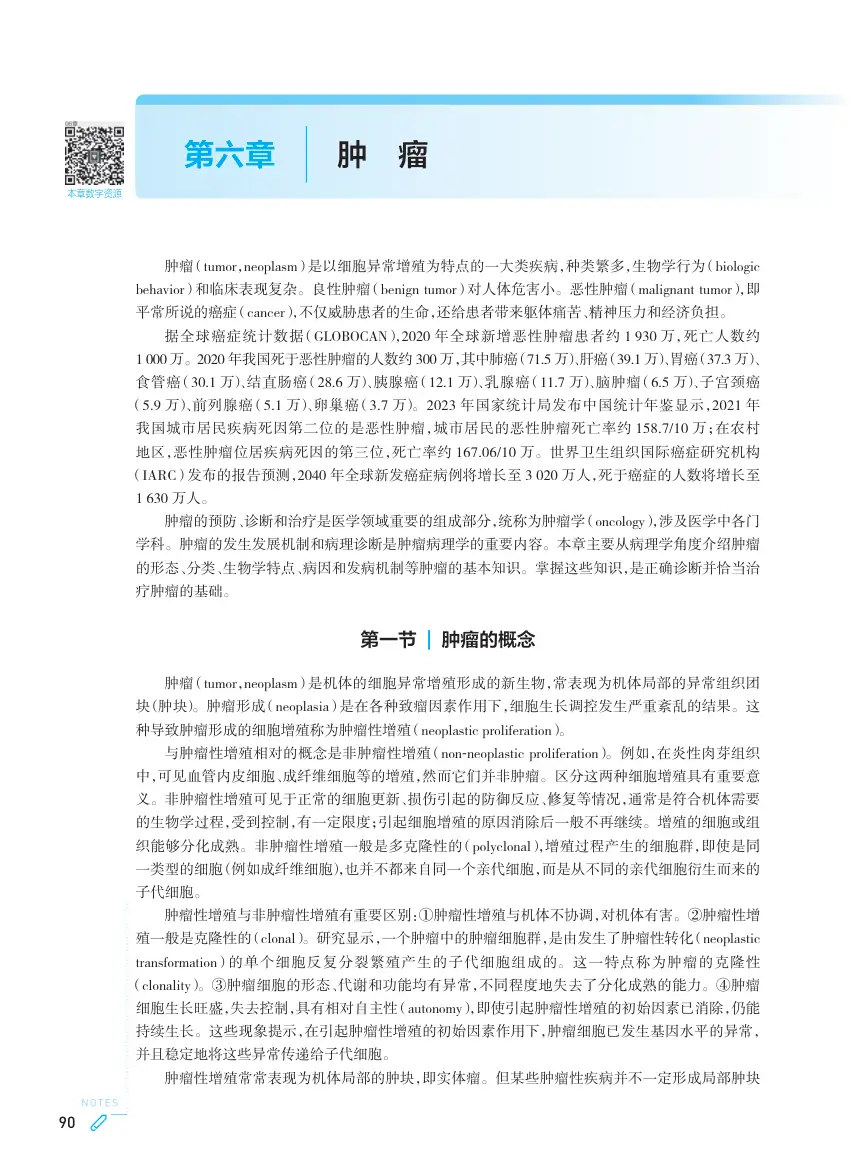 本章数字资源
第六章 肿 瘤
肿瘤（tumor,neoplasm）是以细胞异常增殖为特点的一大类疾病,种类繁多,生物学行为（biologic
behavior）和临床表现复杂。良性肿瘤（benign tumor）对人体危害小。恶性肿瘤（malignant tumor）,即
平常所说的癌症（cancer）,不仅威胁患者的生命,还给患者带来躯体痛苦、精神压力和经济负担。
据全球癌症统计数据（GLOBOCAN）,2020 年全球新增恶性肿瘤患者约 1 930 万,死亡人数约
1 000 万。2020 年我国死于恶性肿瘤的人数约 300 万,其中肺癌（71.5 万）、肝癌（39.1 万）、胃癌（37.3 万）、
食管癌（30.1 万）、结直肠癌（28.6 万）、胰腺癌（12.1 万）、乳腺癌（11.7 万）、脑肿瘤（6.5 万）、子宫颈癌
（5.9 万）、前列腺癌（5.1 万）、卵巢癌（3.7 万）。2023 年国家统计局发布中国统计年鉴显示,2021 年
我国城市居民疾病死因第二位的是恶性肿瘤,城市居民的恶性肿瘤死亡率约 158.7/10 万;在农村
地区,恶性肿瘤位居疾病死因的第三位,死亡率约 167.06/10 万。世界卫生组织国际癌症研究机构
（IARC）发布的报告预测,2040 年全球新发癌症病例将增长至 3 020 万人,死于癌症的人数将增长至
1 630 万人。
肿瘤的预防、诊断和治疗是医学领域重要的组成部分,统称为肿瘤学（oncology）,涉及医学中各门
学科。肿瘤的发生发展机制和病理诊断是肿瘤病理学的重要内容。本章主要从病理学角度介绍肿瘤
的形态、分类、生物学特点、病因和发病机制等肿瘤的基本知识。掌握这些知识,是正确诊断并恰当治
疗肿瘤的基础。
第一节 肿瘤的概念
肿瘤（tumor,neoplasm）是机体的细胞异常增殖形成的新生物,常表现为机体局部的异常组织团
块（肿块）。肿瘤形成（neoplasia）是在各种致瘤因素作用下,细胞生长调控发生严重紊乱的结果。这
种导致肿瘤形成的细胞增殖称为肿瘤性增殖（neoplastic proliferation）。
与肿瘤性增殖相对的概念是非肿瘤性增殖（non-neoplastic proliferation）。例如,在炎性肉芽组织
中,可见血管内皮细胞、成纤维细胞等的增殖,然而它们并非肿瘤。区分这两种细胞增殖具有重要意
义。非肿瘤性增殖可见于正常的细胞更新、损伤引起的防御反应、修复等情况,通常是符合机体需要
的生物学过程,受到控制,有一定限度;引起细胞增殖的原因消除后一般不再继续。增殖的细胞或组
织能够分化成熟。非肿瘤性增殖一般是多克隆性的（polyclonal）,增殖过程产生的细胞群,即使是同
一类型的细胞（例如成纤维细胞）,也并不都来自同一个亲代细胞,而是从不同的亲代细胞衍生而来的
子代细胞。
肿瘤性增殖与非肿瘤性增殖有重要区别:①肿瘤性增殖与机体不协调,对机体有害。②肿瘤性增
殖一般是克隆性的（clonal）。研究显示,一个肿瘤中的肿瘤细胞群,是由发生了肿瘤性转化（neoplastic
transformation）的单个细胞反复分裂繁殖产生的子代细胞组成的。这一特点称为肿瘤的克隆性
（clonality）。③肿瘤细胞的形态、代谢和功能均有异常,不同程度地失去了分化成熟的能力。④肿瘤
细胞生长旺盛,失去控制,具有相对自主性（autonomy）,即使引起肿瘤性增殖的初始因素已消除,仍能
持续生长。这些现象提示,在引起肿瘤性增殖的初始因素作用下,肿瘤细胞已发生基因水平的异常,
并且稳定地将这些异常传递给子代细胞。
肿瘤性增殖常常表现为机体局部的肿块,即实体瘤。但某些肿瘤性疾病并不一定形成局部肿块
NOTES
90